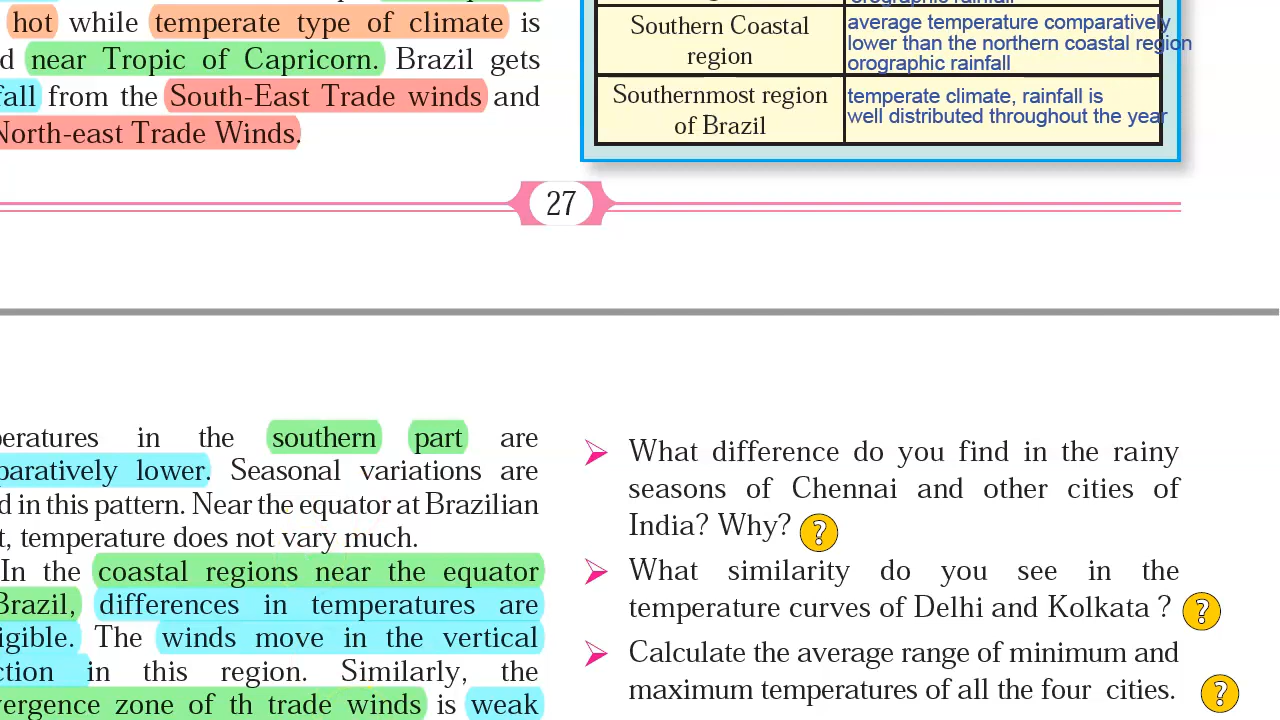 hot while temperate type of climate is
near Tropic of Capricorn. Brazil gets
fall from the South-East Trade winds and
North-east Trade Winds.
Southern Coastal
region
average temperature comparatively
lower than the northern coastal region
orographic rainfall
Southernmost region
of Brazil
temperate climate, rainfall is
well distributed throughout the year
27
peratures in the southern part are
paratively lower. Seasonal variations are
d in this pattern. Near the equator at Brazilian
t, temperature does not vary much.
In the coastal regions near the equator
Brazil, differences in temperatures are
igible. The winds move in the vertical
ction in this region. Similarly, the
vergence zone of th trade winds is weak
What difference do you find in the rainy
seasons of Chennai and other cities of
India? Why? ?
What similarity do you see in the
temperature curves of Delhi and Kolkata ? ?
Calculate the average range of minimum and
maximum temperatures of all the four cities. ?